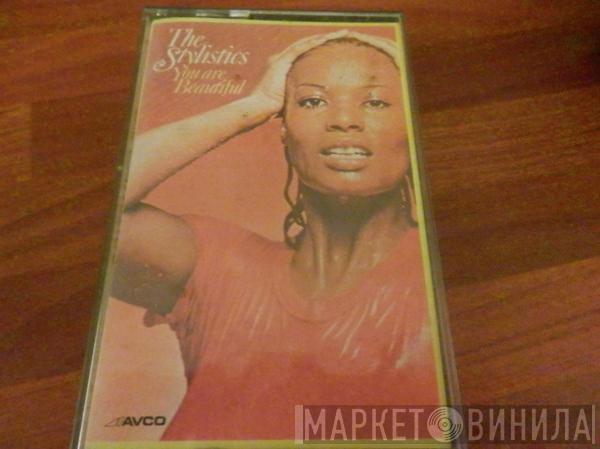 The
Stylistics
You are
Beautiful
AVCO
МАРКЕТ ВИНИЛА